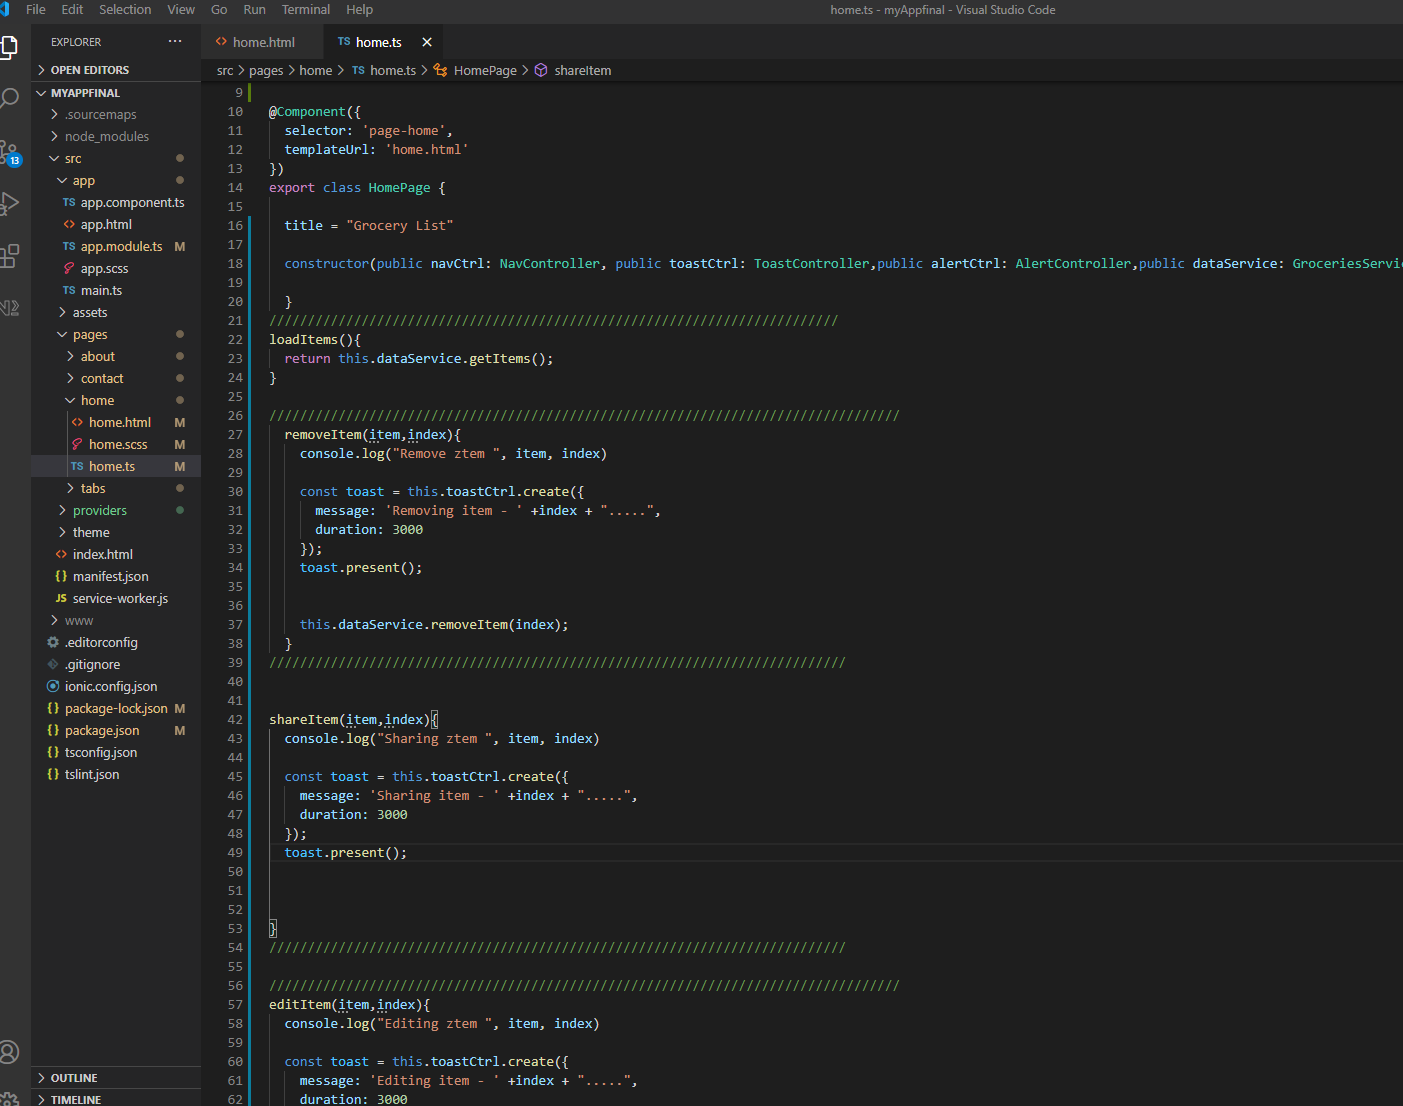 File Edit Selection View Go Run Terminal Help
home.ts - myAppfinal - Visual Studio Code
EXPLORER ···
OPEN EDITORS
MYAPPFINAL
.sourcemaps
node_modules
src
app
TS app.component.ts
<> app.html
TS app.module.ts M
app.scss
TS main.ts
assets
pages
about
contact
home
<> home.html M
home.scss M
TS home.ts M
tabs
providers
theme
<> index.html
{} manifest.json
JS service-worker.js
www
.editorconfig
.gitignore
ionic.config.json
{} package-lock.json M
{} package.json M
{} tsconfig.json
{} tslint.json
OUTLINE
TIMELINE
13
<> home.html
TS home.ts ×
src > pages > home > TS home.ts > HomePage > shareItem
9
10 @Component({
11 selector: 'page-home',
12 templateUrl: 'home.html'
13 })
14 export class HomePage {
15
16 title = "Grocery List"
17
18 constructor(public navCtrl: NavController, public toastCtrl: ToastController,public alertCtrl: AlertController,public dataService: GroceriesServi
19
20 }
21 //////////////////////////////////////////////////////////////////////////
22 loadItems(){
23 return this.dataService.getItems();
24 }
25
26 //////////////////////////////////////////////////////////////////////////////////
27 removeItem(item,index){
28 console.log("Remove ztem ", item, index)
29
30 const toast = this.toastCtrl.create({
31 message: 'Removing item - ' +index + ".....",
32 duration: 3000
33 });
34 toast.present();
35
36
37 this.dataService.removeItem(index);
38 }
39 ///////////////////////////////////////////////////////////////////////////
40
41
42 shareItem(item,index){
43 console.log("Sharing ztem ", item, index)
44
45 const toast = this.toastCtrl.create({
46 message: 'Sharing item - ' +index + ".....",
47 duration: 3000
48 });
49 toast.present();
50
51
52
53 }
54 ///////////////////////////////////////////////////////////////////////////
55
56 //////////////////////////////////////////////////////////////////////////////////
57 editItem(item,index){
58 console.log("Editing ztem ", item, index)
59
60 const toast = this.toastCtrl.create({
61 message: 'Editing item - ' +index + ".....",
62 duration: 3000